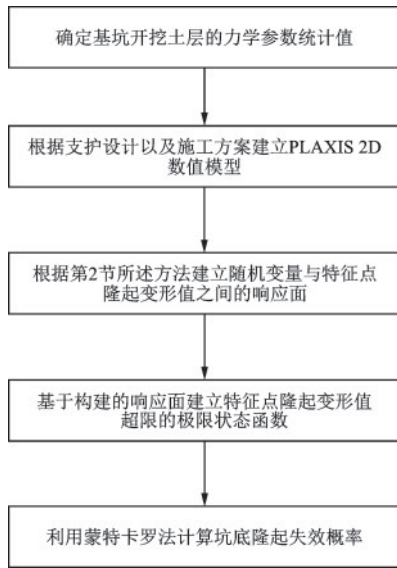 确定基坑开挖土层的力学参数统计值
根据支护设计以及施工方案建立PLAXIS 2D
数值模型
根据第2节所述方法建立随机变量与特征点
隆起变形值之间的响应面
基于构建的响应面建立特征点隆起变形值
超限的极限状态函数
利用蒙特卡罗法计算坑底隆起失效概率